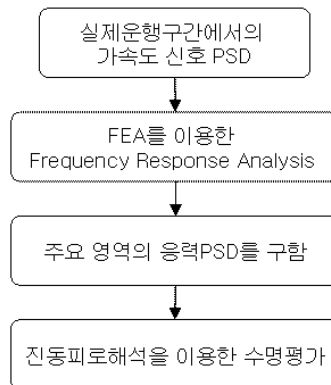 실제운행구간에서의
가속도 신호 PSD
FEA를 이용한
Frequency Response Analysis
주요 영역의 응력PSD를 구함
진동피로해석을 이용한 수명평가